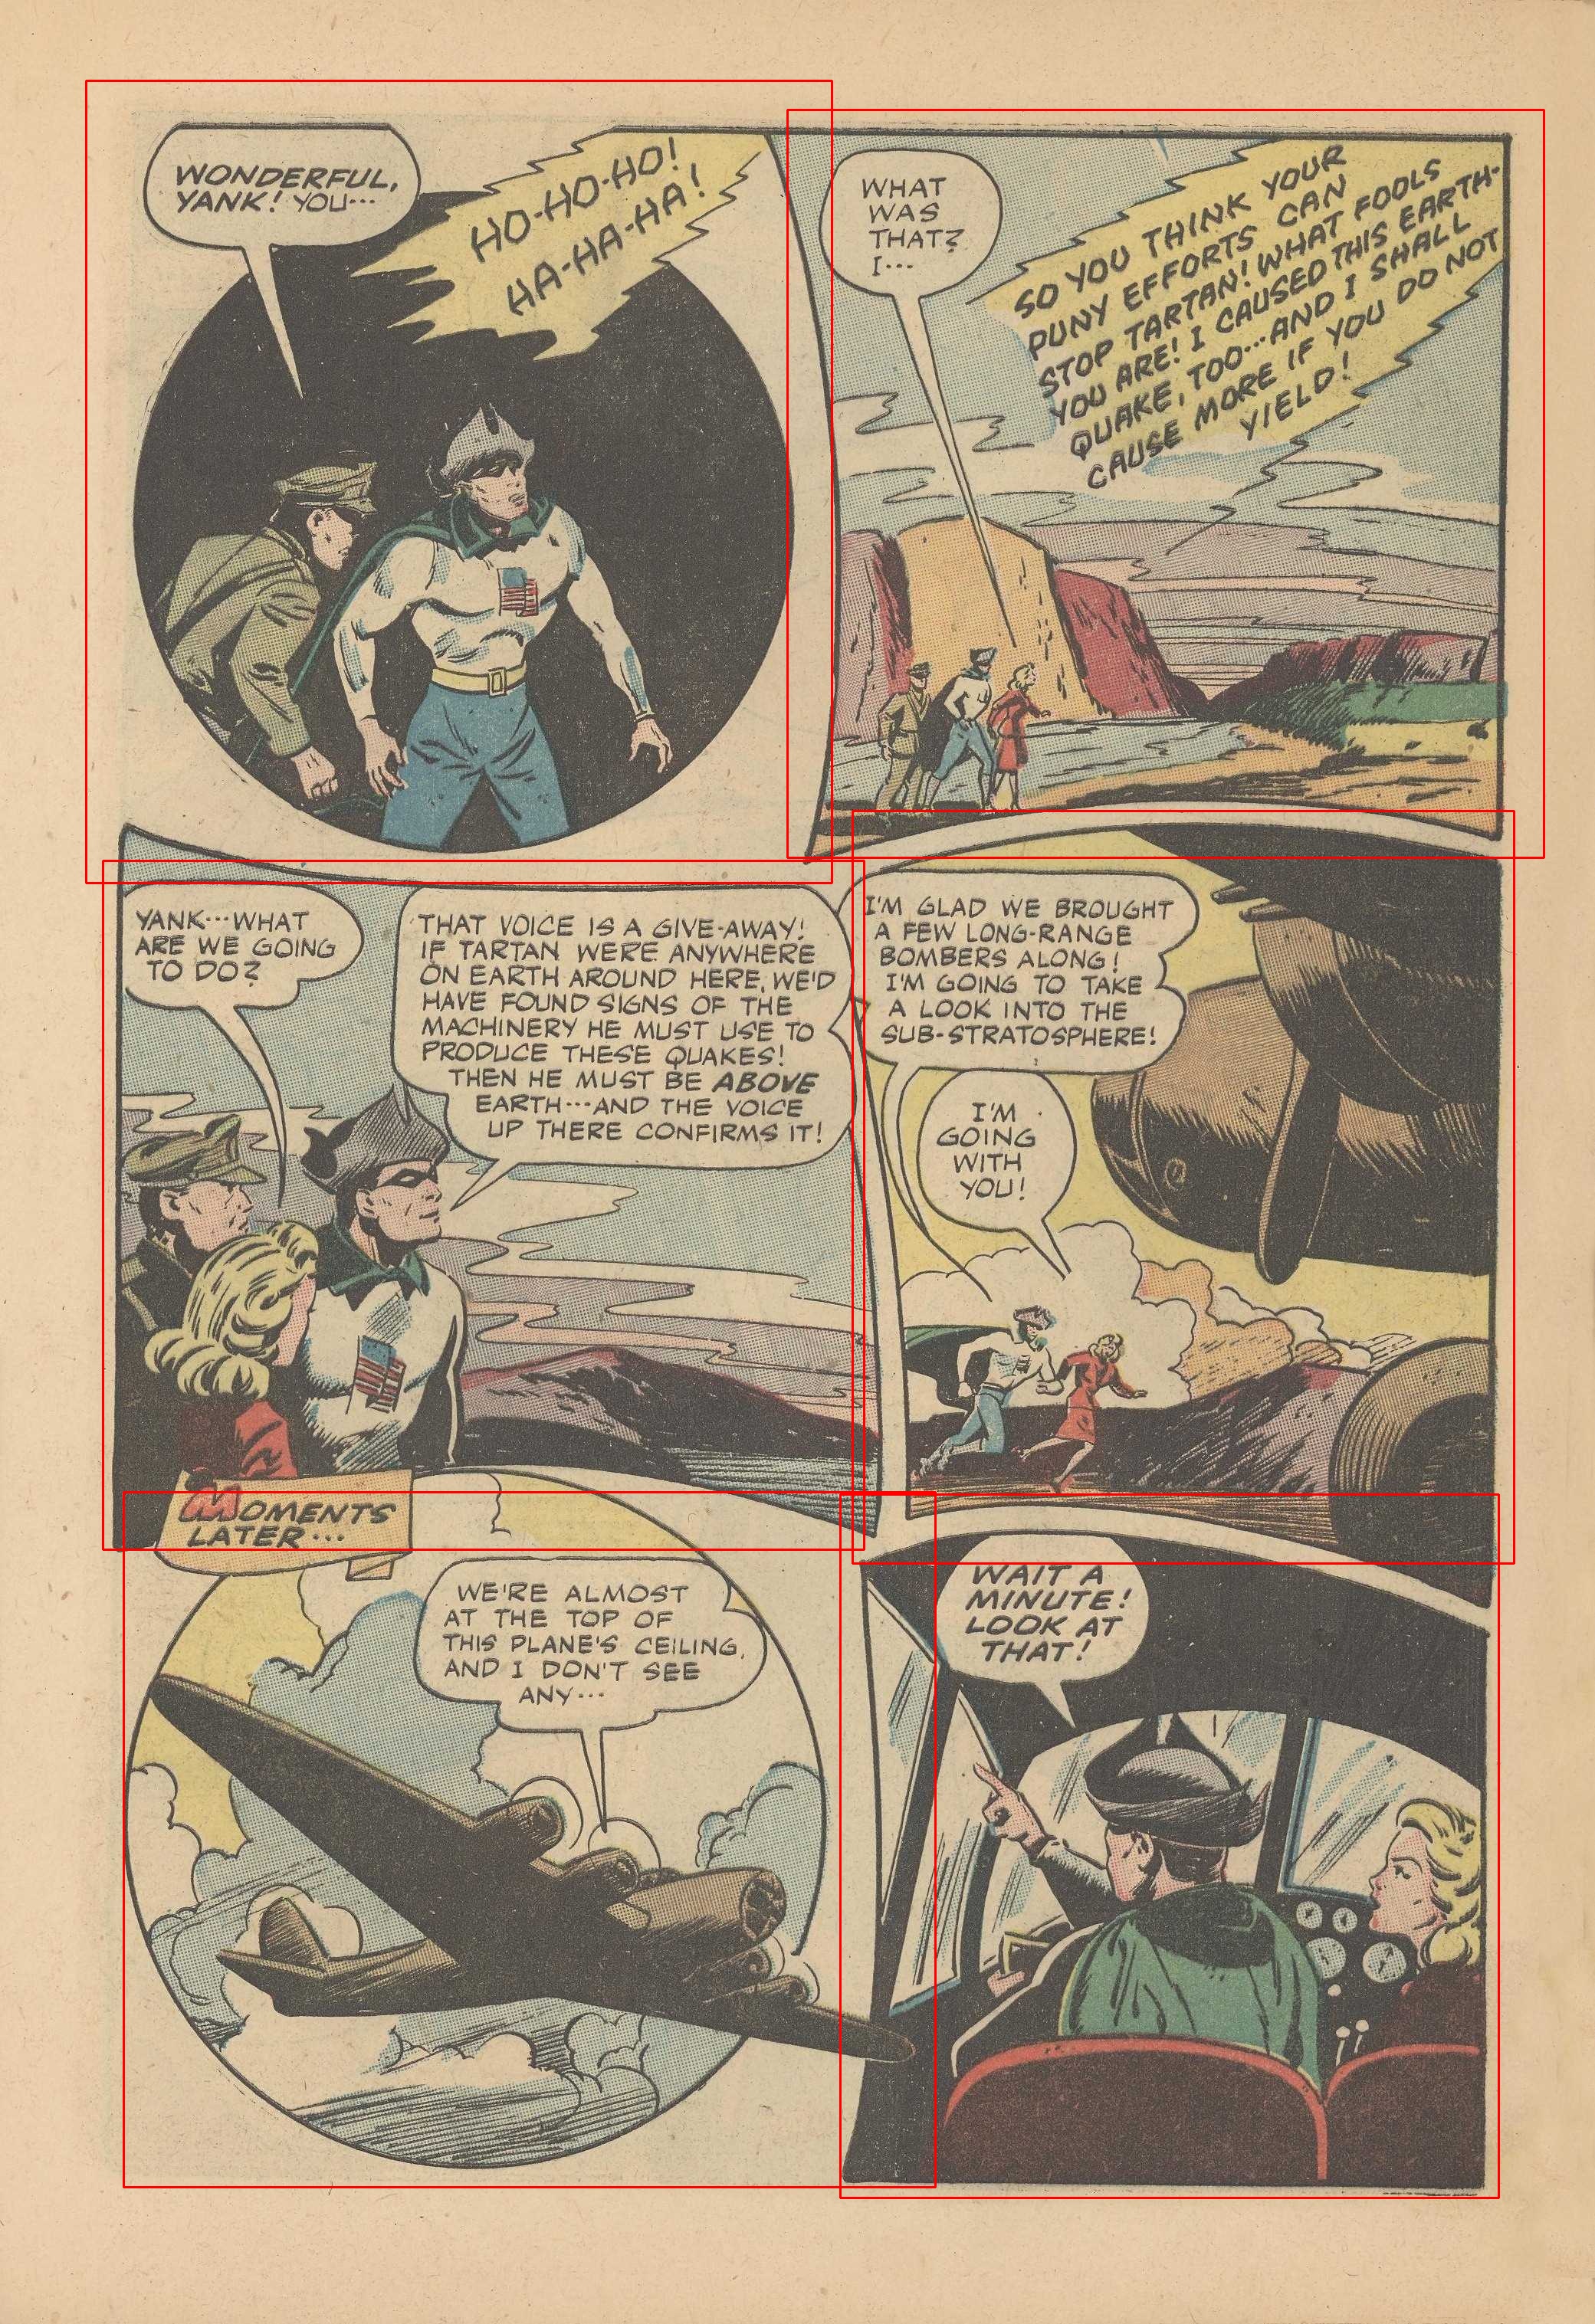 WONDERFUL,
YANK! YOU---
HO-HO-HO!
HA-HA-HA!
WHAT
WAS
THAT?
I---
SO YOU THINK YOUR
PUNY EFFORTS CAN
STOP TARTAN! WHAT FOOLS
YOU ARE! I CAUSED THIS EARTH-
QUAKE, TOO---AND I SHALL
CAUSE MORE IF YOU DO NOT
YIELD!
YANK---WHAT
ARE WE GOING
TO DO?
THAT VOICE IS A GIVE-AWAY!
IF TARTAN WERE ANYWHERE
ON EARTH AROUND HERE, WE'D
HAVE FOUND SIGNS OF THE
MACHINERY HE MUST USE TO
PRODUCE THESE QUAKES!
THEN HE MUST BE ABOVE
EARTH---AND THE VOICE
UP THERE CONFIRMS IT!
I'M GLAD WE BROUGHT
A FEW LONG-RANGE
BOMBERS ALONG!
I'M GOING TO TAKE
A LOOK INTO THE
SUB-STRATOSPHERE!
I'M
GOING
WITH
YOU!
MOMENTS
LATER---
WE'RE ALMOST
AT THE TOP OF
THIS PLANE'S CEILING,
AND I DON'T SEE
ANY---
WAIT A
MINUTE!
LOOK AT
THAT!